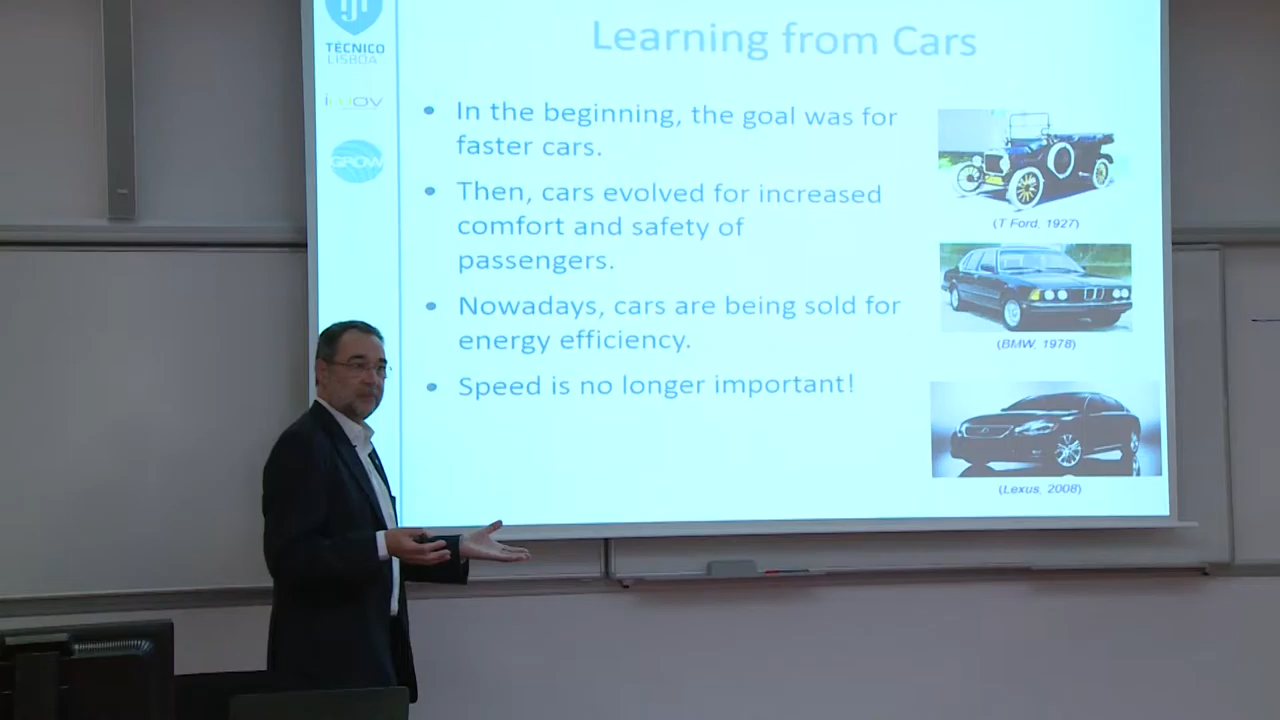 Learning from Cars
TÉCNICO
LISBOA
GROW
• In the beginning, the goal was for
faster cars.
• Then, cars evolved for increased
comfort and safety of
passengers.
• Nowadays, cars are being sold for
energy efficiency.
• Speed is no longer important!
(T Ford, 1927)
(BMW, 1978)
(Lexus, 2008)